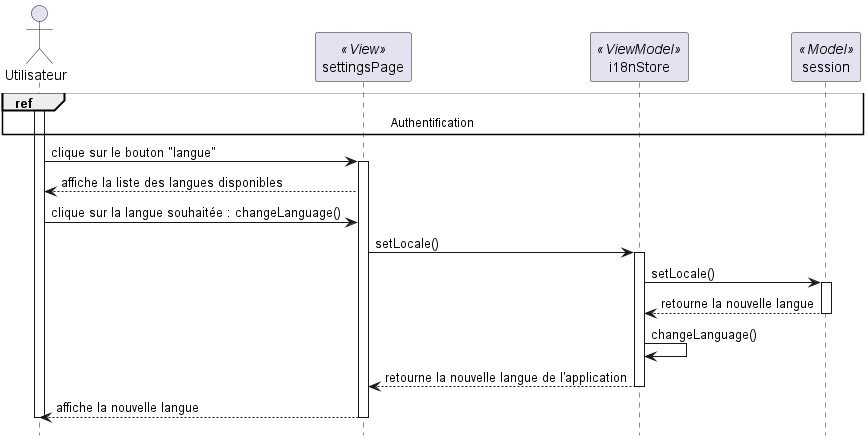 Utilisateur
« View»
settingsPage
« ViewModel»
i18nStore
« Model»
session
ref
Authentification
clique sur le bouton "langue"
affiche la liste des langues disponibles
clique sur la langue souhaitée : changeLanguage()
setLocale()
setLocale()
retourne la nouvelle langue
changeLanguage()
retourne la nouvelle langue de l'application
affiche la nouvelle langue